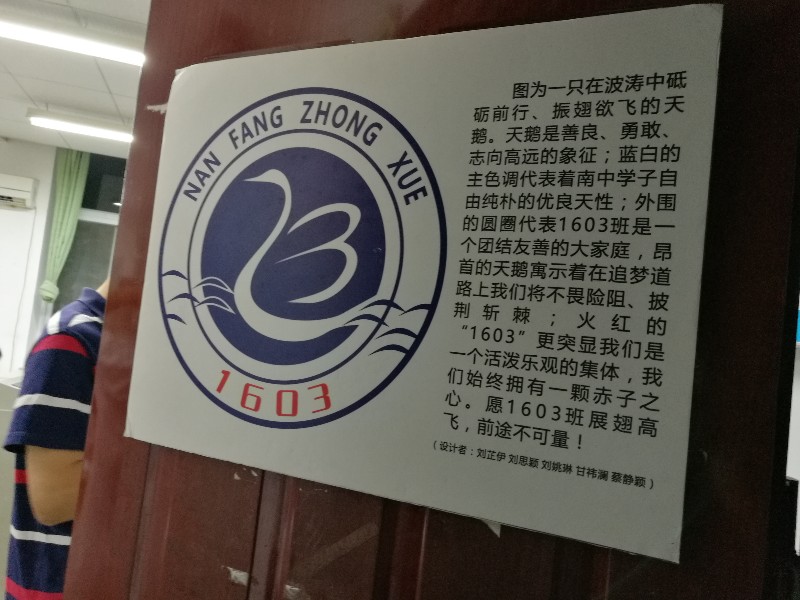 NAN FANG ZHONG XUE
1603
图为一只在波涛中砥
砺前行、振翅欲飞的天
鹅。天鹅是善良、勇敢、
志向高远的象征；蓝白的
主色调代表着南中学子自
由纯朴的优良天性；外围
的圆圈代表1603班是一
个团结友善的大家庭，昂
首的天鹅寓示着在追梦道
路上我们将不畏险阻、披
荆斩棘；火红的
“1603”更突显我们是
一个活泼乐观的集体，我
们始终拥有一颗赤子之
心。愿1603班展翅高
飞，前途不可量！
（设计者：刘芷伊 刘思颖 刘姚琳 甘祎澜 蔡静颖）